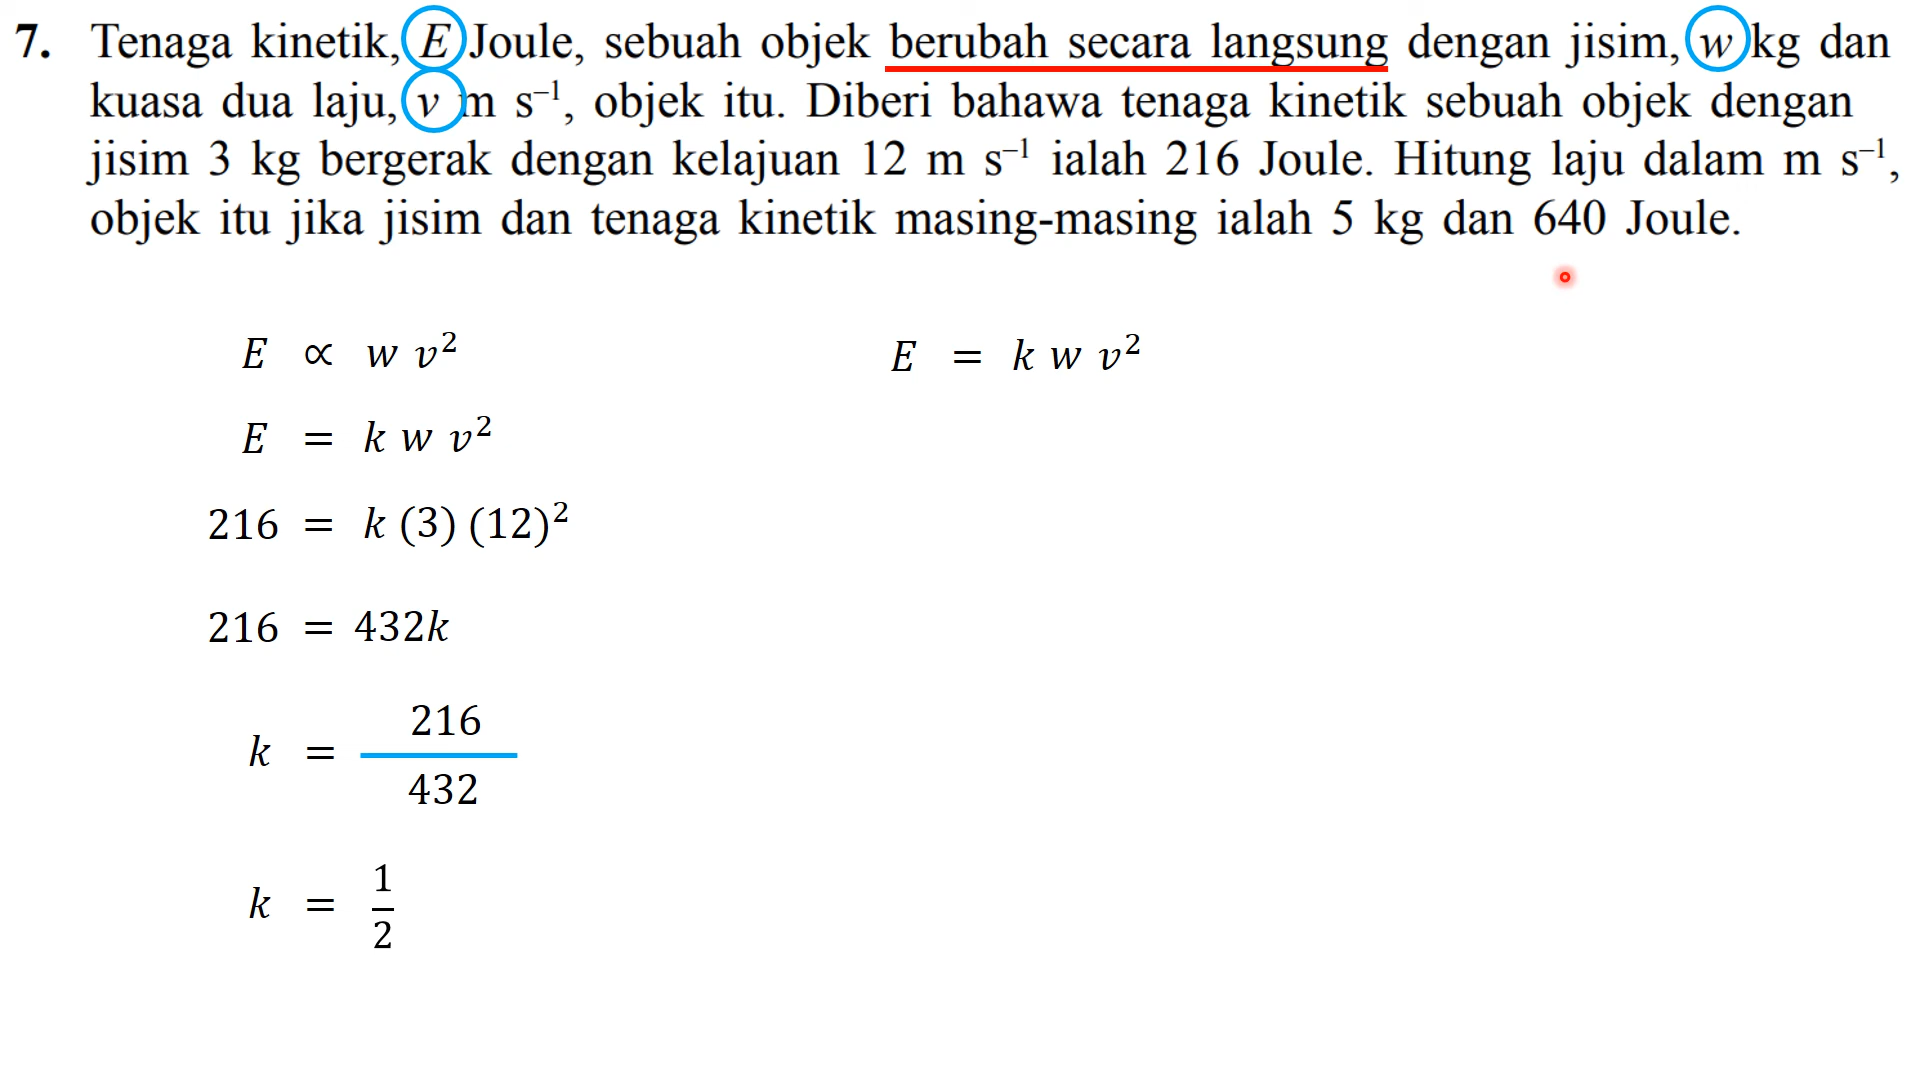 7. Tenaga kinetik, E Joule, sebuah objek berubah secara langsung dengan jisim, w kg dan
kuasa dua laju, v m s⁻¹, objek itu. Diberi bahawa tenaga kinetik sebuah objek dengan
jisim 3 kg bergerak dengan kelajuan 12 m s⁻¹ ialah 216 Joule. Hitung laju dalam m s⁻¹,
objek itu jika jisim dan tenaga kinetik masing-masing ialah 5 kg dan 640 Joule.
E ∝ w v²
E = k w v²
216 = k (3) (12)²
216 = 432k
k = 216/432
k = 1/2
E = k w v²